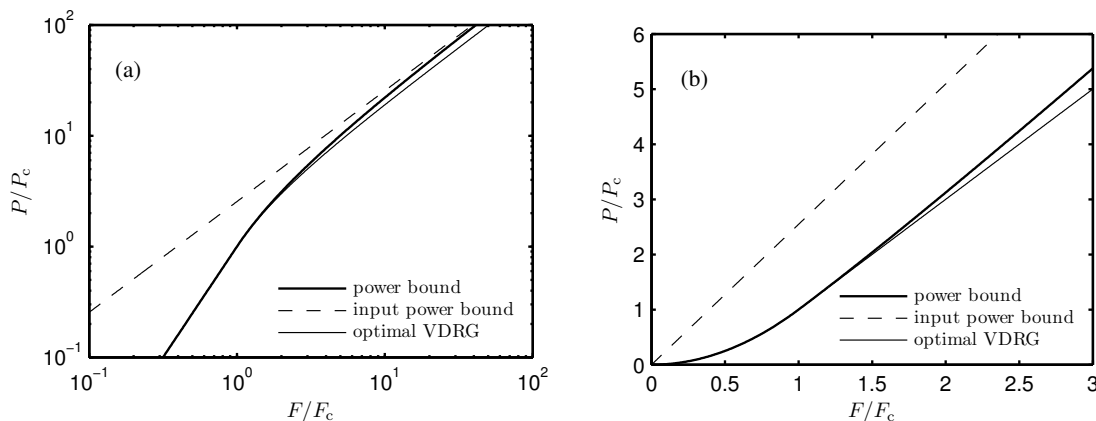 (a)
10^2
10^1
10^0
10^-1
P/P_c
10^-1
10^0
10^1
10^2
F/F_c
power bound
input power bound
optimal VDRG
(b)
6
5
4
3
2
1
0
P/P_c
0
0.5
1
1.5
2
2.5
3
F/F_c
power bound
input power bound
optimal VDRG